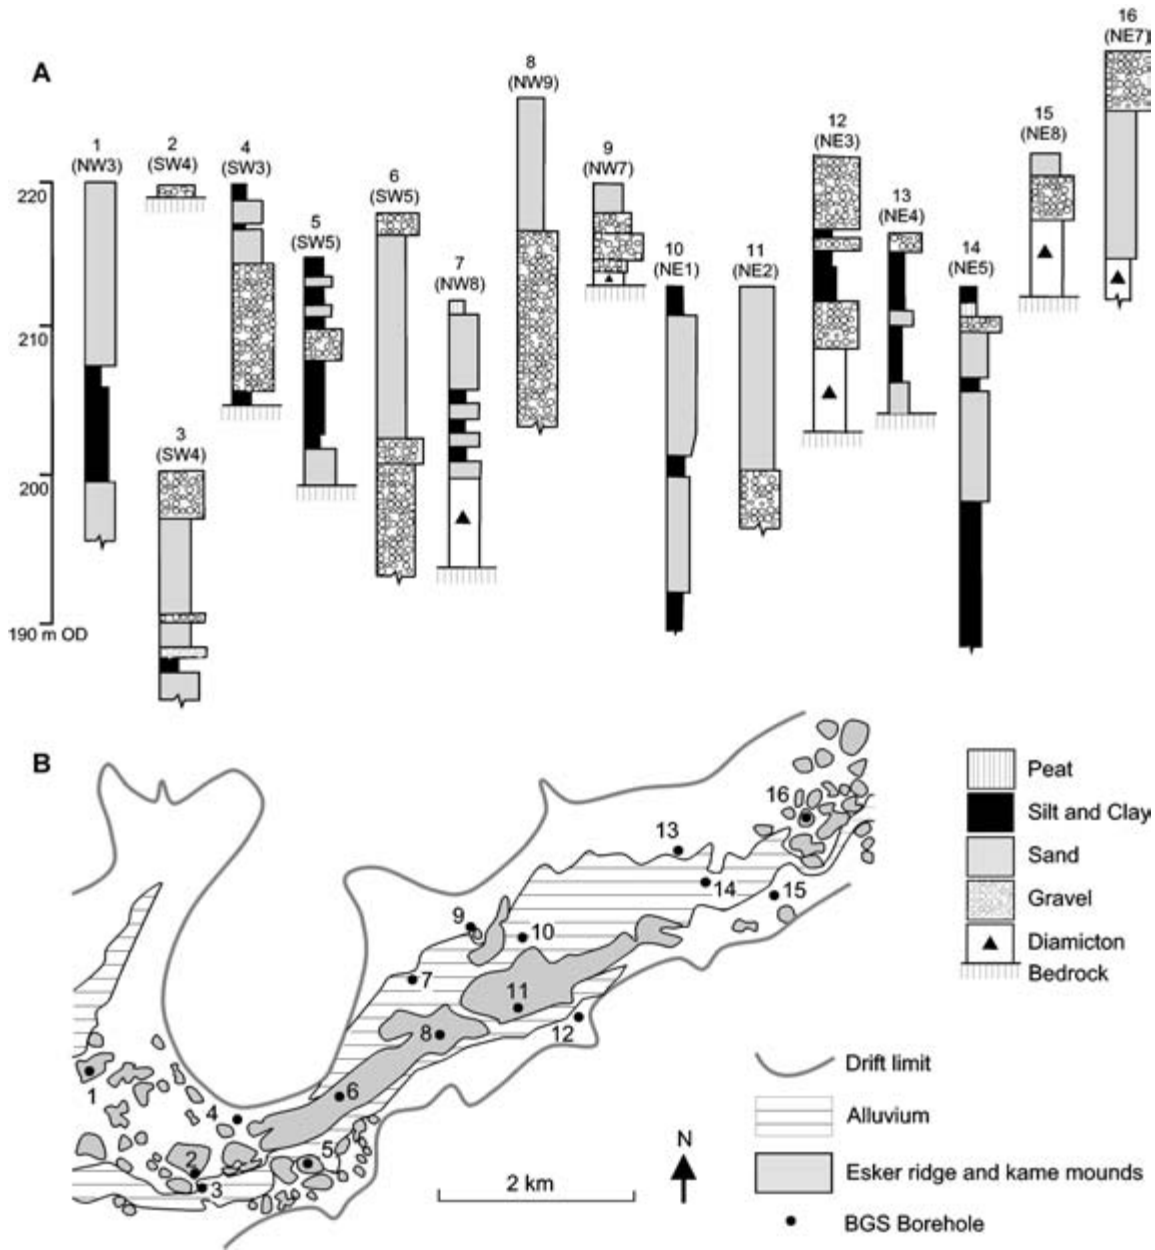 A
1
(NW3)
2
(SW4)
4
(SW3)
5
(SW5)
6
(SW5)
7
(NW8)
8
(NW9)
9
(NW7)
10
(NE1)
11
(NE2)
12
(NE3)
13
(NE4)
14
(NE5)
15
(NE8)
16
(NE7)
3
(SW4)
220
210
200
190 m OD
B
1
2
3
4
5
6
7
8
9
10
11
12
13
14
15
16
N
2 km
Peat
Silt and Clay
Sand
Gravel
Diamicton
Bedrock
Drift limit
Alluvium
Esker ridge and kame mounds
BGS Borehole